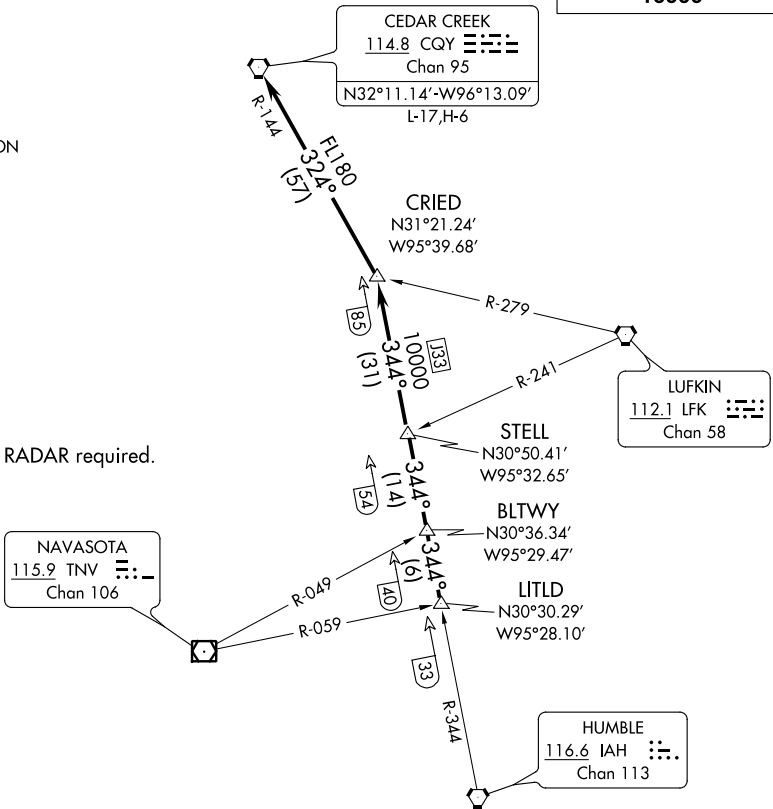 CEDAR CREEK
114.8 CQY
Chan 95
N32°11.14′-W96°13.09′
L-17,H-6
R-144
ON
FL180
324°
(57)
CRIED
N31°21.24′
W95°39.68′
85
R-279
10000
J33
344°
(31)
R-241
LUFKIN
112.1 LFK
Chan 58
STELL
N30°50.41′
W95°32.65′
RADAR required.
54
344°
(14)
BLTWY
N30°36.34′
W95°29.47′
NAVASOTA
115.9 TNV
Chan 106
R-049
40
344°
(6)
LITLD
N30°30.29′
W95°28.10′
R-059
33
R-344
HUMBLE
116.6 IAH
Chan 113